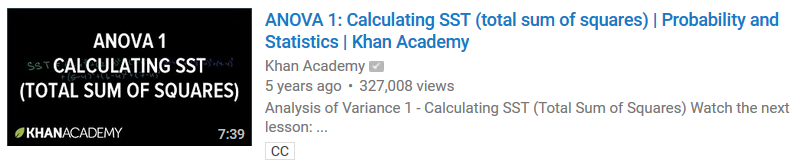 ANOVA 1
CALCULATING SST
(TOTAL SUM OF SQUARES)
KHANACADEMY
7:39
ANOVA 1: Calculating SST (total sum of squares) | Probability and
Statistics | Khan Academy
Khan Academy
5 years ago • 327,008 views
Analysis of Variance 1 - Calculating SST (Total Sum of Squares) Watch the next
lesson: ...
CC